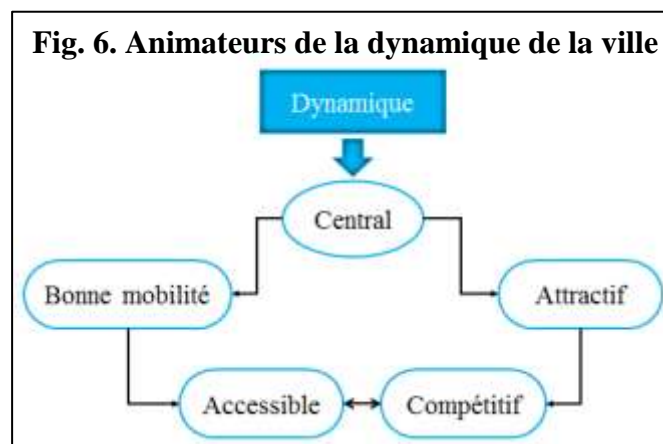 Fig. 6. Animateurs de la dynamique de la ville
Dynamique
Central
Bonne mobilité
Attractif
Accessible
Compétitif